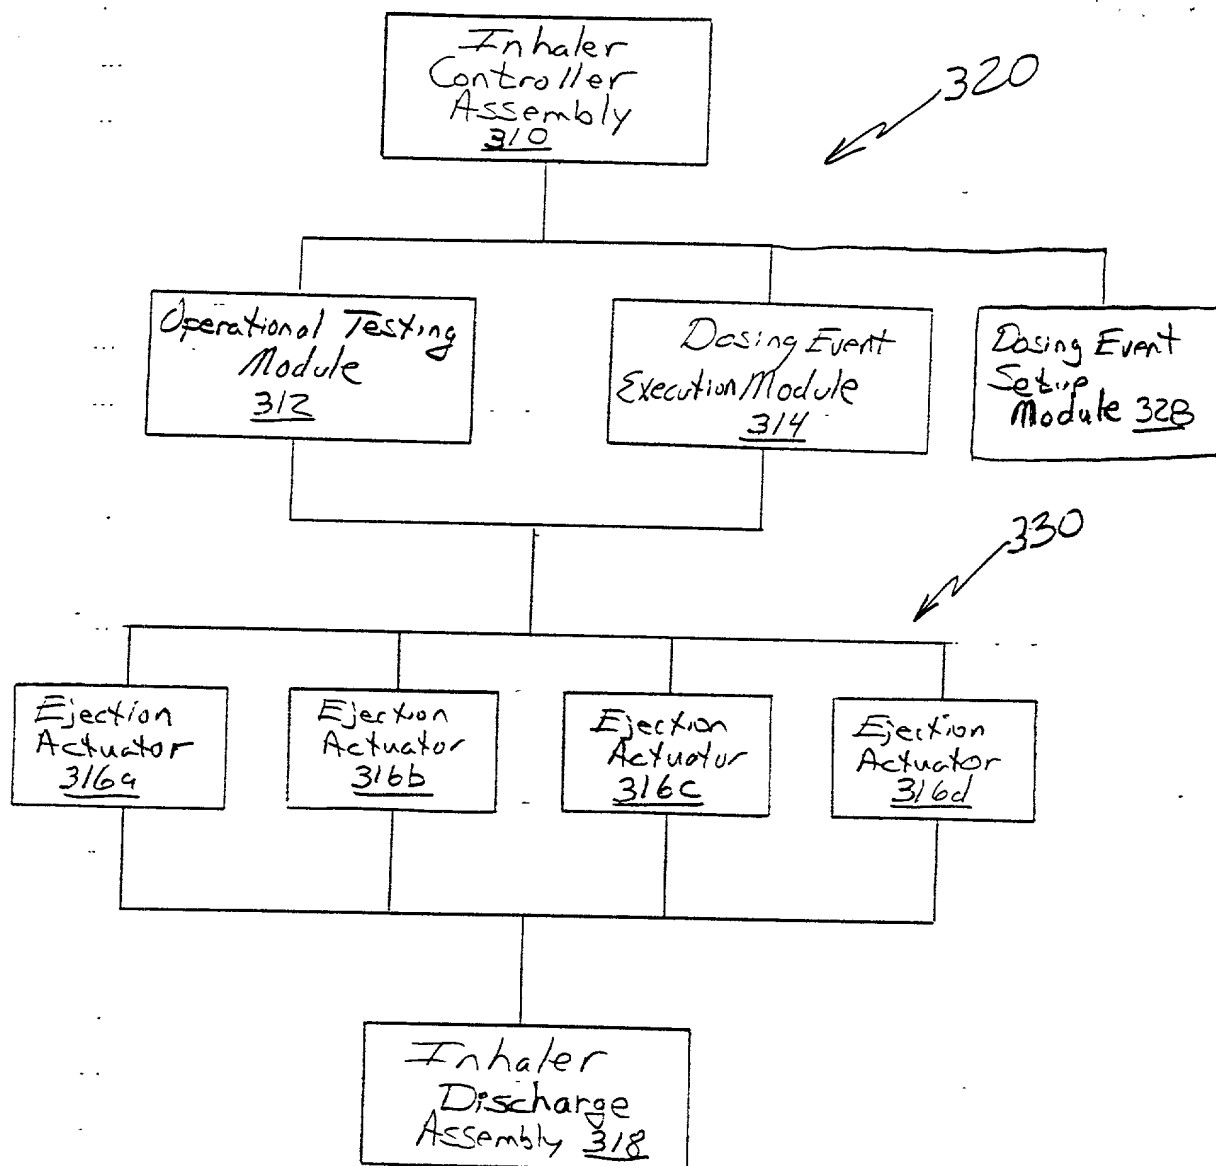 Inhaler
Controller
Assembly
310
320
Operational Testing
Module
312
Dosing Event
Execution Module
314
Dosing Event
Setup
Module 328
330
Ejection
Actuator
316a
Ejection
Actuator
316b
Ejection
Actuator
316c
Ejection
Actuator
316d
Inhaler
Discharge
Assembly 318